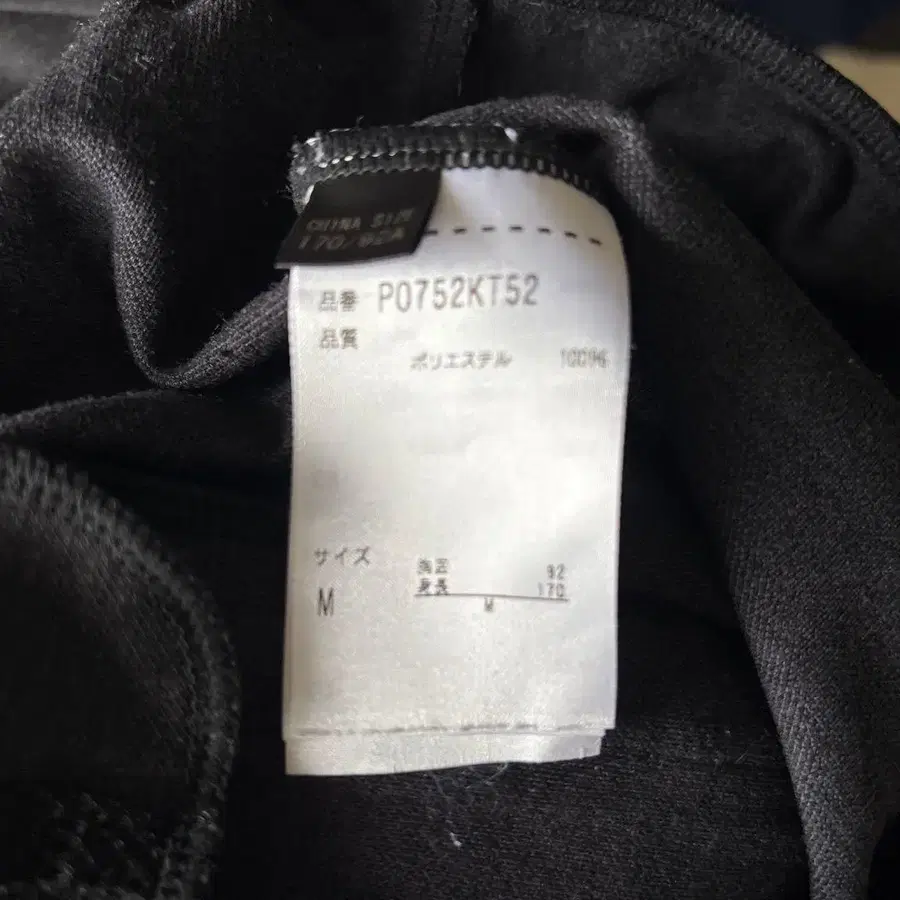 CHINA SIZE
170/92A
品番 P0752KT52
品質
ポリエステル 100%
サイズ
M
胸囲 92
身長 170
M